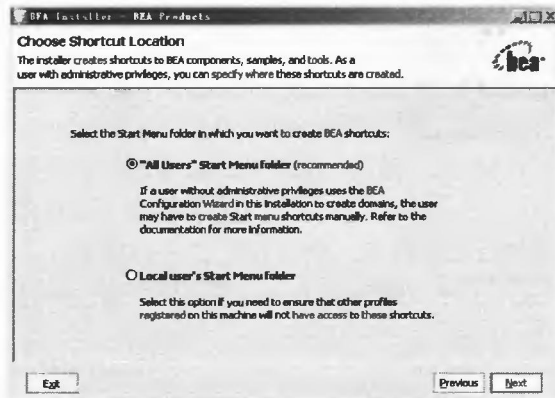 BEA Installer - BEA Products
Choose Shortcut Location
The installer creates shortcuts to BEA components, samples, and tools. As a
user with administrative privileges, you can specify where these shortcuts are created.
bea
Select the Start Menu folder in which you want to create BEA shortcuts:
"All Users" Start Menu folder (recommended)
If a user without administrative privileges uses the BEA
Configuration Wizard in this installation to create domains, the user
may have to create Start menu shortcuts manually. Refer to the
documentation for more information.
Local user's Start Menu folder
Select this option if you need to ensure that other profiles
registered on this machine will not have access to these shortcuts.
Exit
Previous
Next